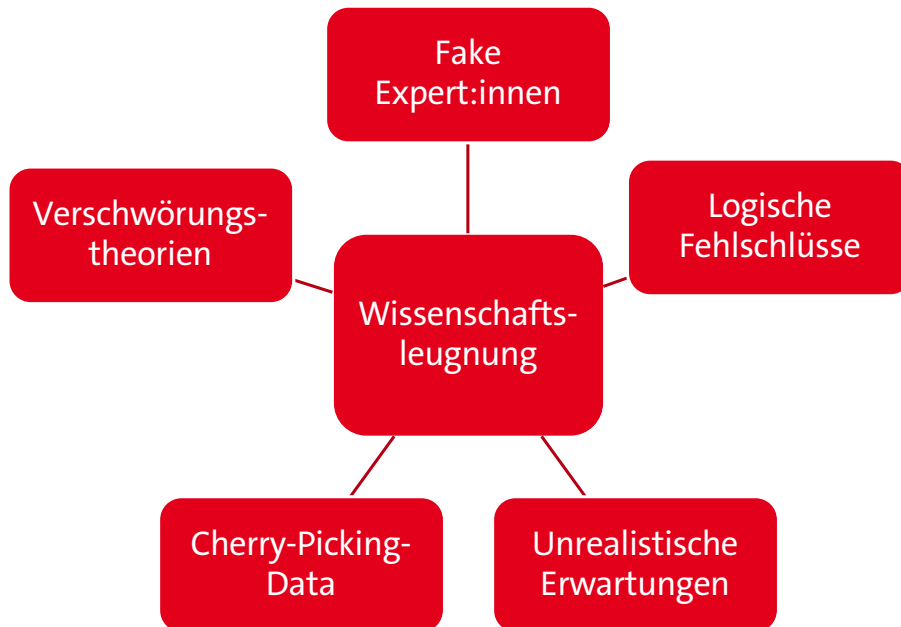 Fake
Expert:innen
Verschwörungs-
theorien
Logische
Fehlschlüsse
Wissenschafts-
leugnung
Cherry-Picking-
Data
Unrealistische
Erwartungen